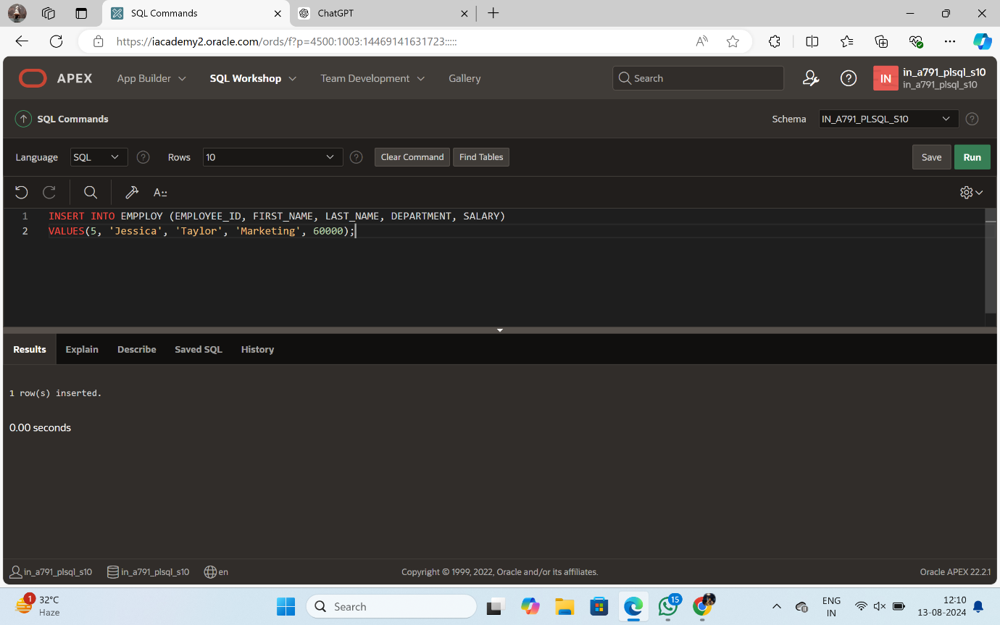 SQL Commands
ChatGPT
https://iacademy2.oracle.com/ords/f?p=4500:1003:14469141631723:::::
APEX App Builder SQL Workshop Team Development Gallery Search IN in_a791_plsql_s10
in_a791_plsql_s10
SQL Commands Schema IN_A791_PLSQL_S10
Language SQL Rows 10 Clear Command Find Tables Save Run
A
1 INSERT INTO EMPPLOY (EMPLOYEE_ID, FIRST_NAME, LAST_NAME, DEPARTMENT, SALARY)
2 VALUES(5, 'Jessica', 'Taylor', 'Marketing', 60000);
Results Explain Describe Saved SQL History
1 row(s) inserted.
0.00 seconds
in_a791_plsql_s10 in_a791_plsql_s10 en Copyright © 1999, 2022, Oracle and/or its affiliates. Oracle APEX 22.2.1
1 32°C
Haze
Search
15
ENG
IN
12:10
13-08-2024